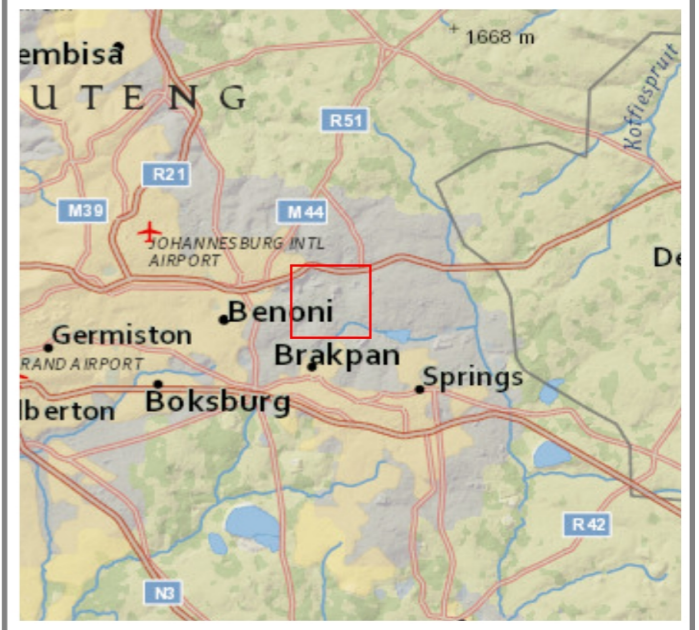 1668 m
embisa
UTENG
Koffiespruit
R51
R21
M39
M44
JOHANNESBURG INTL
AIRPORT
De
Benoni
Germiston
Brakpan
RAND AIRPORT
Springs
lberton
Boksburg
R42
N3